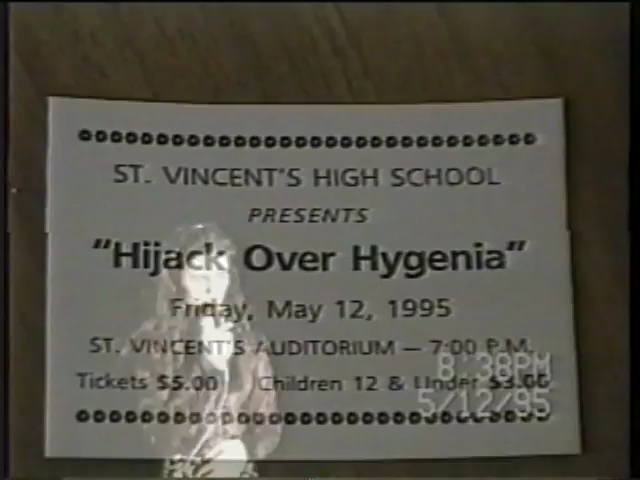 ST. VINCENT'S HIGH SCHOOL
PRESENTS
"Hijack Over Hygenia"
Friday, May 12, 1995
ST. VINCENT'S AUDITORIUM — 7:00 P.M.
Tickets $5.00 Children 12 & Under $3.00
8:38PM
5/12/95